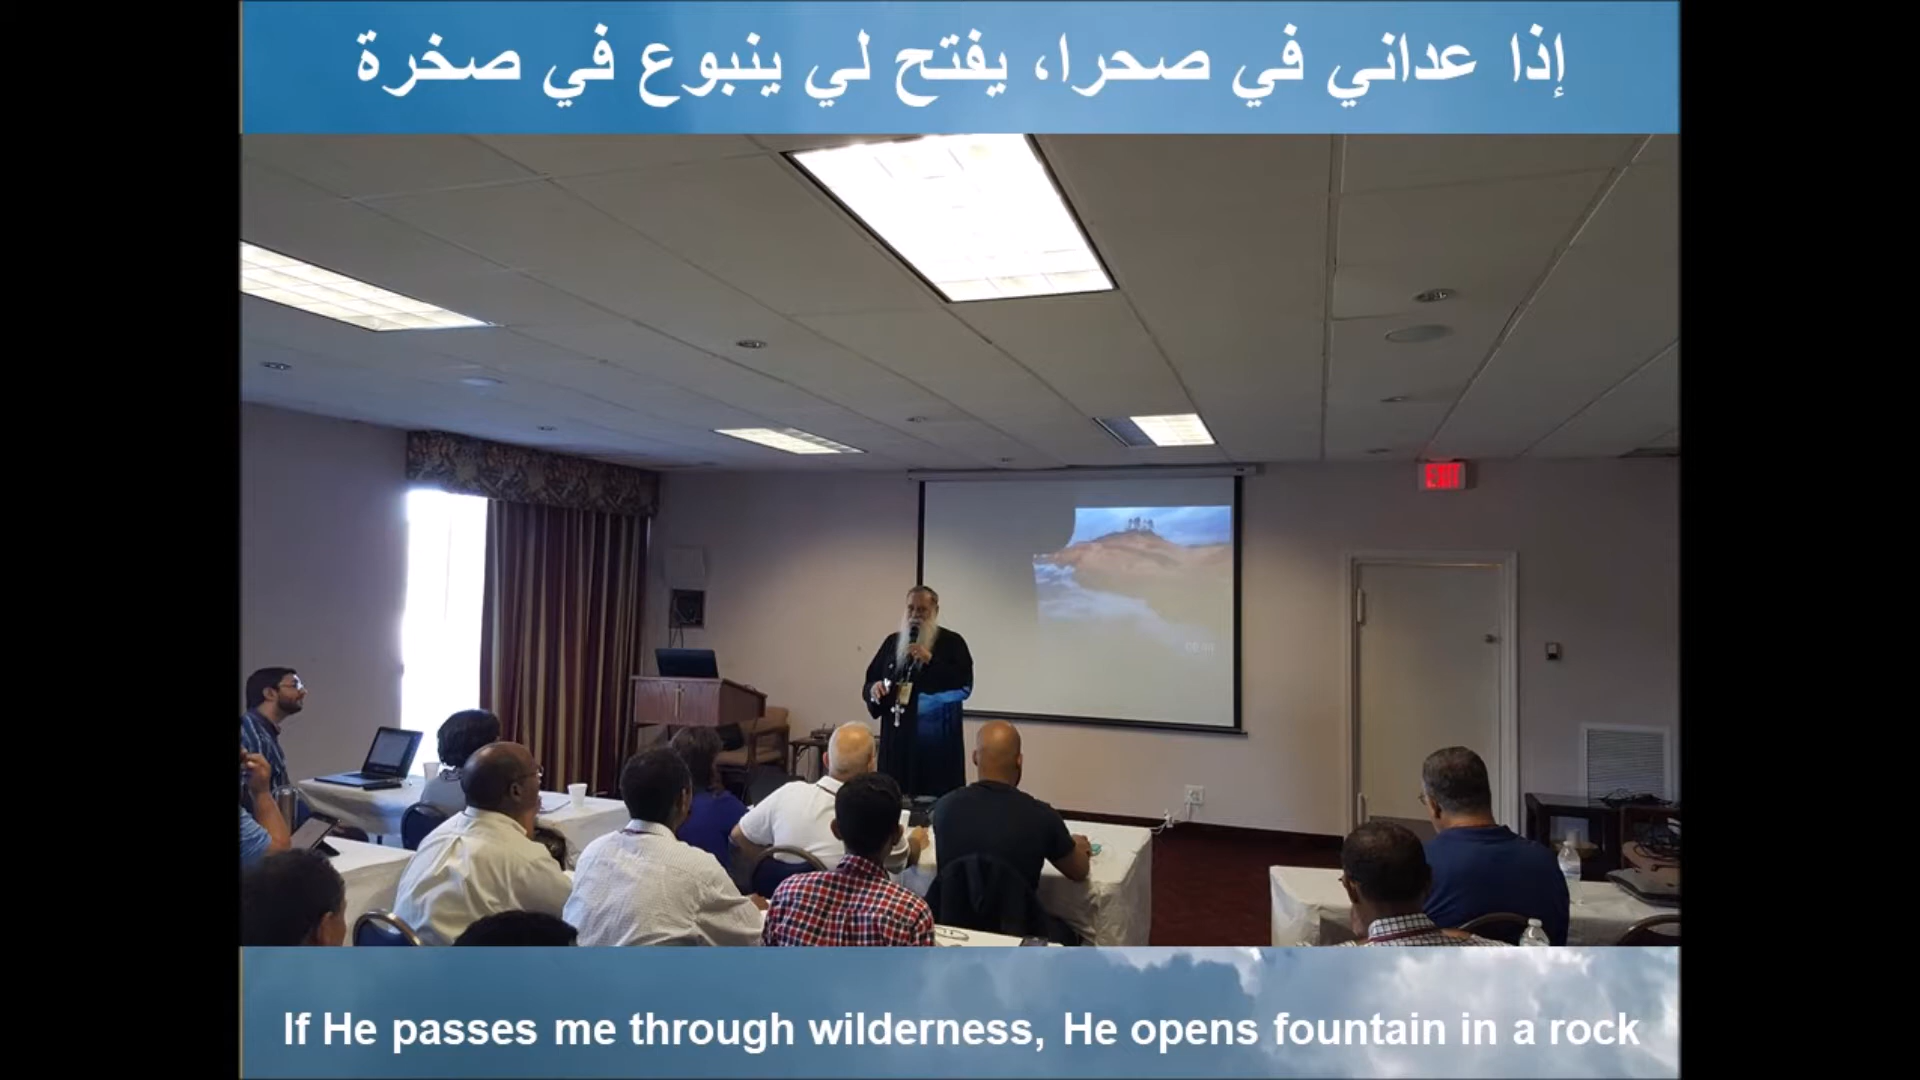 إذا عداني في صحرا، يفتح لي ينبوع في صخرة
EXIT
If He passes me through wilderness, He opens fountain in a rock